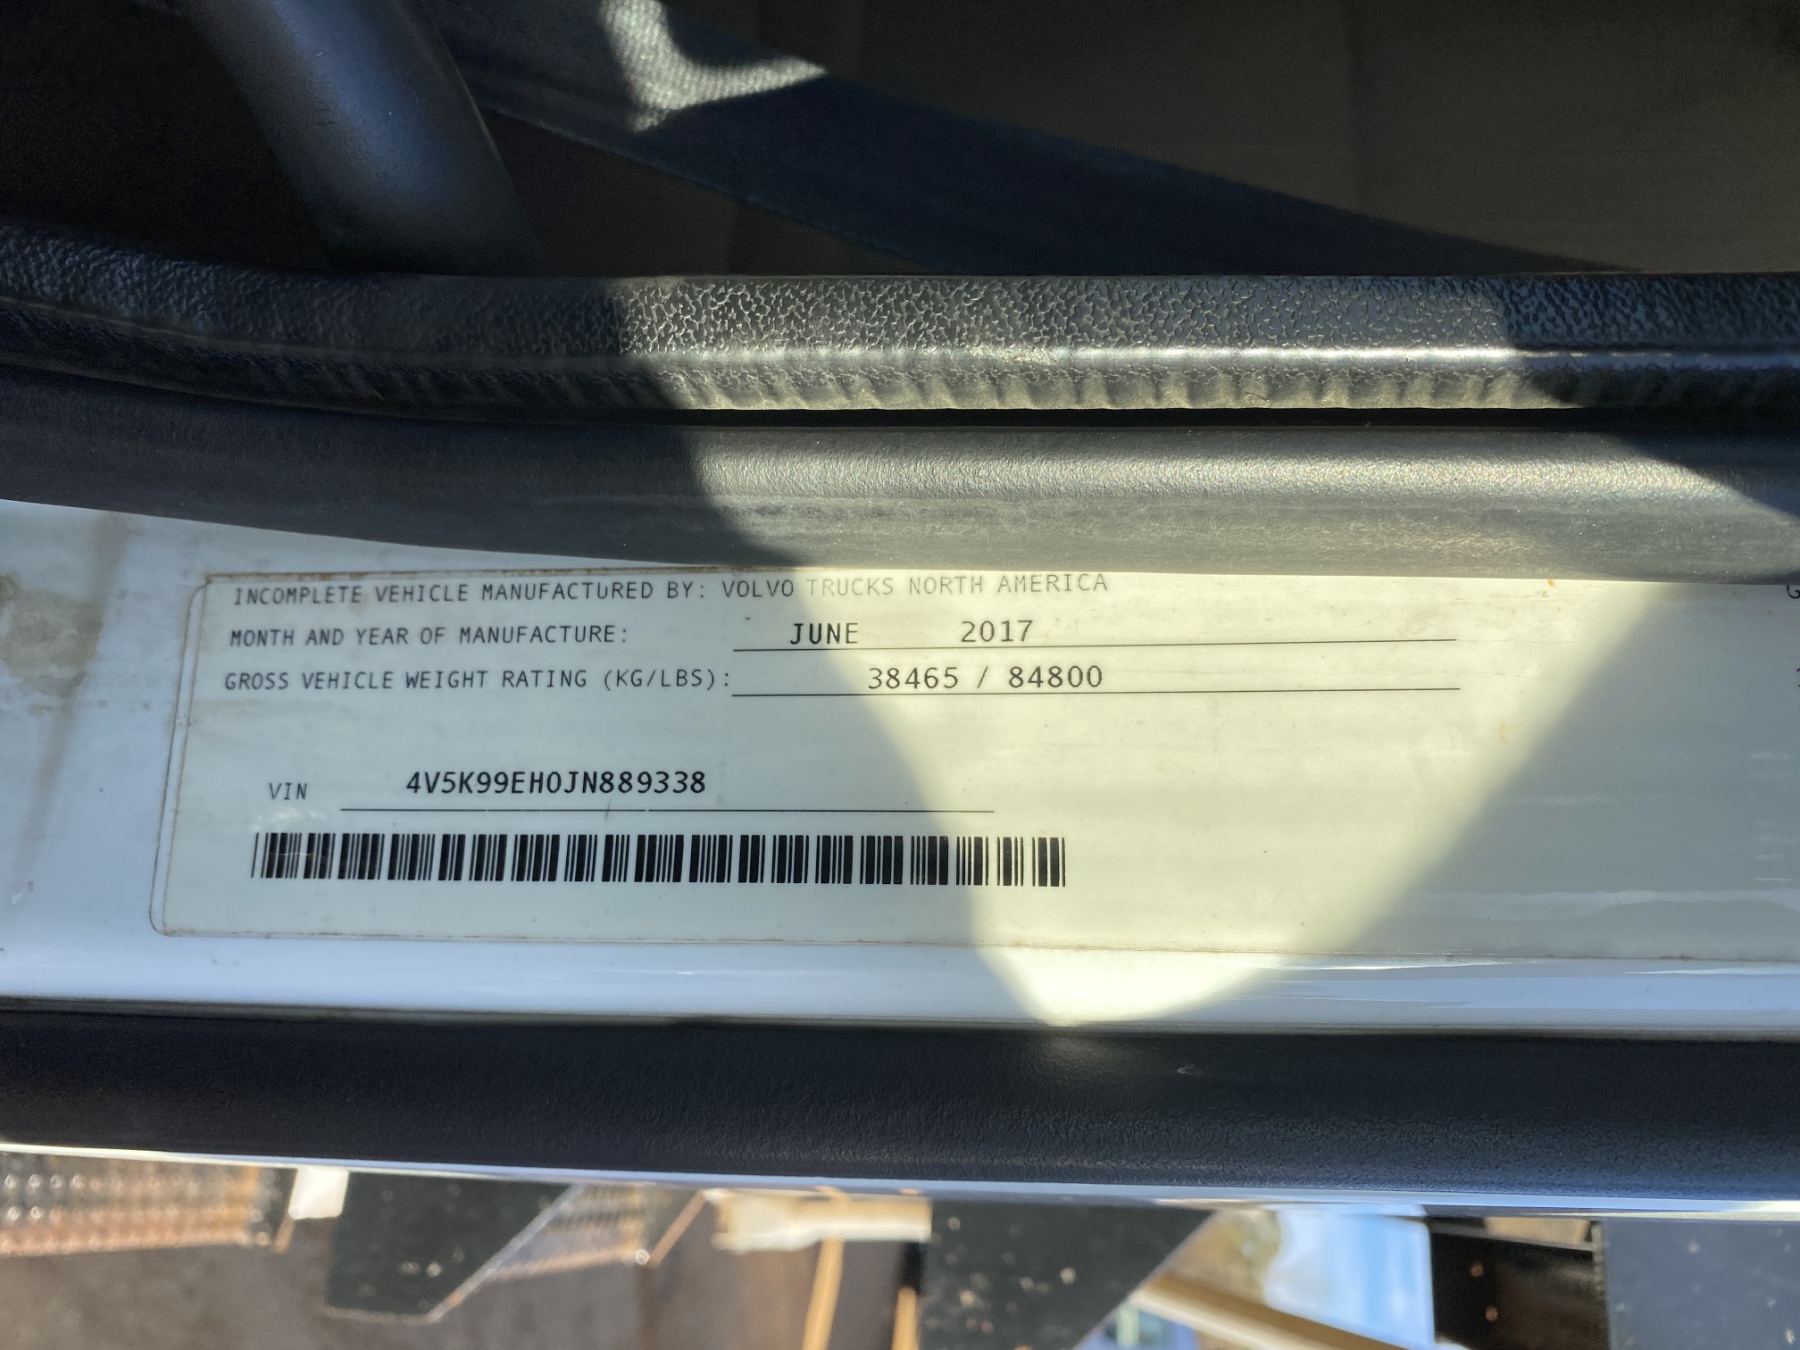 INCOMPLETE VEHICLE MANUFACTURED BY: VOLVO TRUCKS NORTH AMERICA
MONTH AND YEAR OF MANUFACTURE: JUNE 2017
GROSS VEHICLE WEIGHT RATING (KG/LBS): 38465 / 84800
VIN 4V5K99EH0JN889338